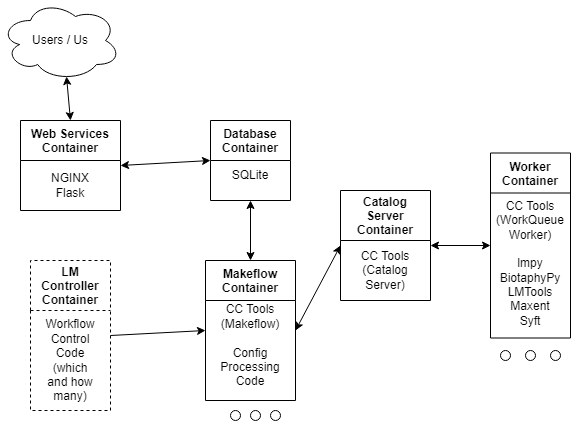 Users / Us
Web Services
Container
NGINX
Flask
Database
Container
SQLite
LM
Controller
Container
Workflow
Control
Code
(which
and how
many)
Makeflow
Container
CC Tools
(Makeflow)
Config
Processing
Code
Catalog
Server
Container
CC Tools
(Catalog
Server)
Worker
Container
CC Tools
(WorkQueue
Worker)
Impy
BiotaphyPy
LMTools
Maxent
Syft